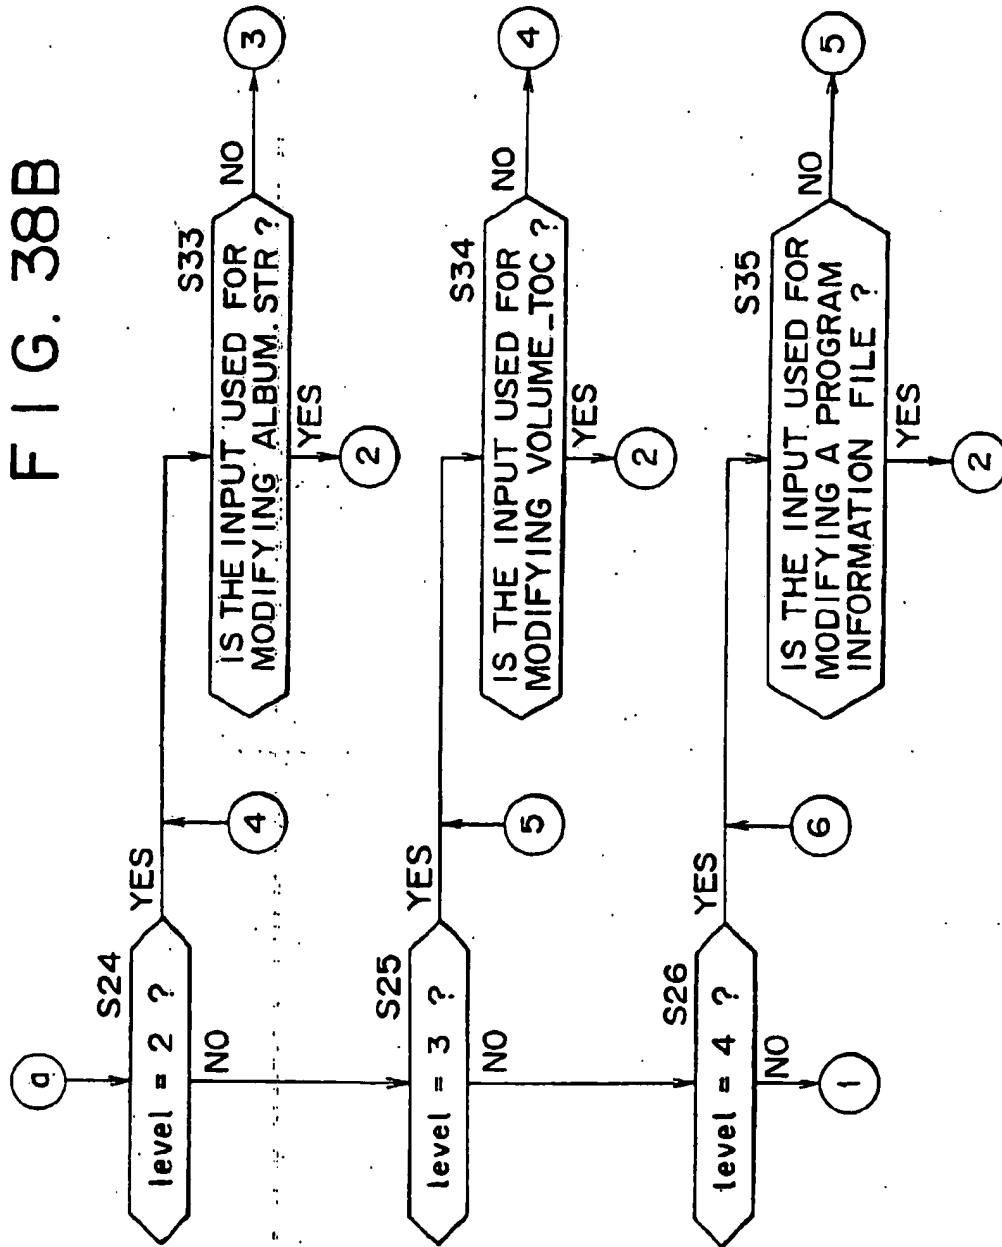 FIG. 38B
a
S24
level = 2 ?
YES
NO
4
S33
IS THE INPUT USED FOR
MODIFYING ALBUM.STR ?
NO
3
YES
2
S25
level = 3 ?
YES
NO
5
S34
IS THE INPUT USED FOR
MODIFYING VOLUME_TOC ?
NO
4
YES
2
S26
level = 4 ?
YES
NO
1
6
S35
IS THE INPUT USED FOR
MODIFYING A PROGRAM
INFORMATION FILE ?
NO
5
YES
2